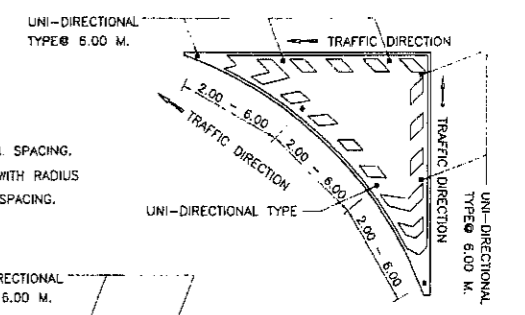 UNI-DIRECTIONAL
TYPE@ 6.00 M.
TRAFFIC DIRECTION
2.00 - 6.00
TRAFFIC DIRECTION
TRAFFIC DIRECTION
2.00 - 6.00
SPACING.
WITH RADIUS
SPACING.
UNI-DIRECTIONAL TYPE
UNI-DIRECTIONAL
TYPE@ 6.00 M.
2.00 - 6.00
RECTIONAL
6.00 M.